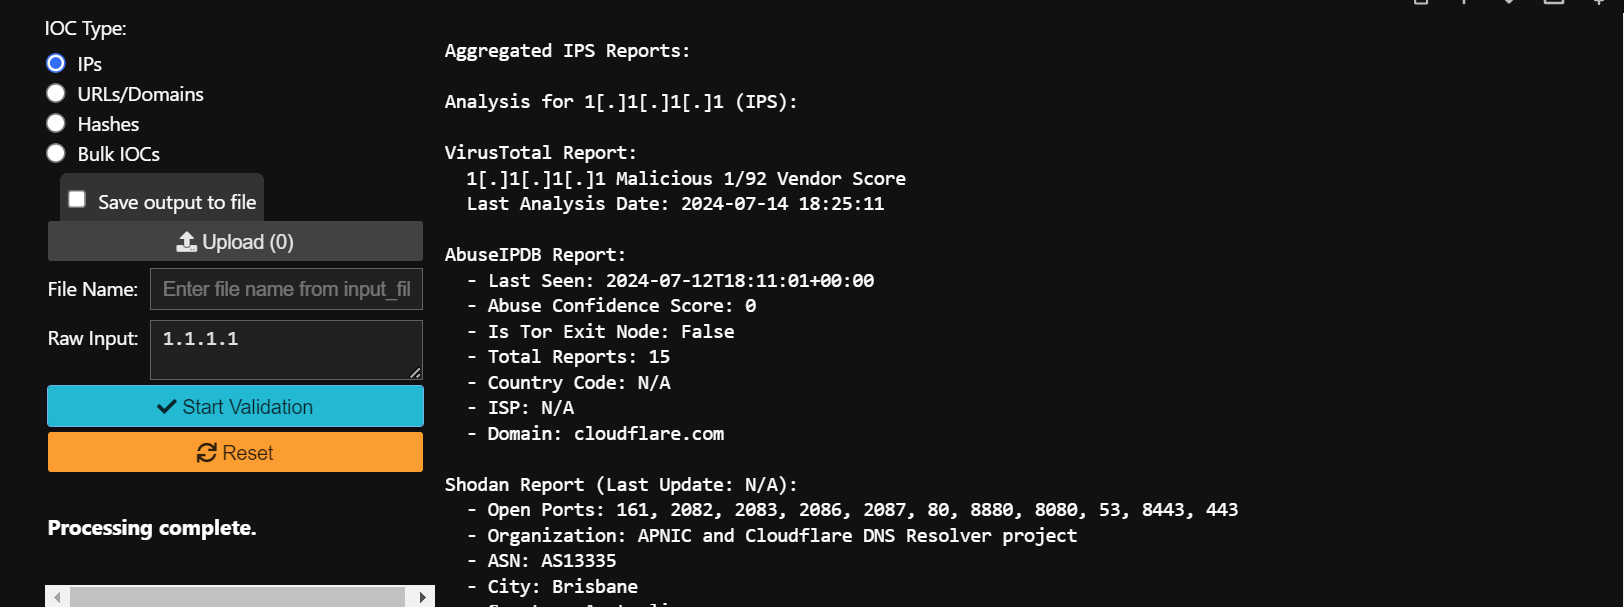 IOC Type:
IPs
URLs/Domains
Hashes
Bulk IOCs
Save output to file
Upload (0)
File Name: Enter file name from input_fil
Raw Input: 1.1.1.1
Start Validation
Reset
Processing complete.
Aggregated IPS Reports:
Analysis for 1[.]1[.]1[.]1 (IPS):
VirusTotal Report:
1[.]1[.]1[.]1 Malicious 1/92 Vendor Score
Last Analysis Date: 2024-07-14 18:25:11
AbuseIPDB Report:
- Last Seen: 2024-07-12T18:11:01+00:00
- Abuse Confidence Score: 0
- Is Tor Exit Node: False
- Total Reports: 15
- Country Code: N/A
- ISP: N/A
- Domain: cloudflare.com
Shodan Report (Last Update: N/A):
- Open Ports: 161, 2082, 2083, 2086, 2087, 80, 8880, 8080, 53, 8443, 443
- Organization: APNIC and Cloudflare DNS Resolver project
- ASN: AS13335
- City: Brisbane